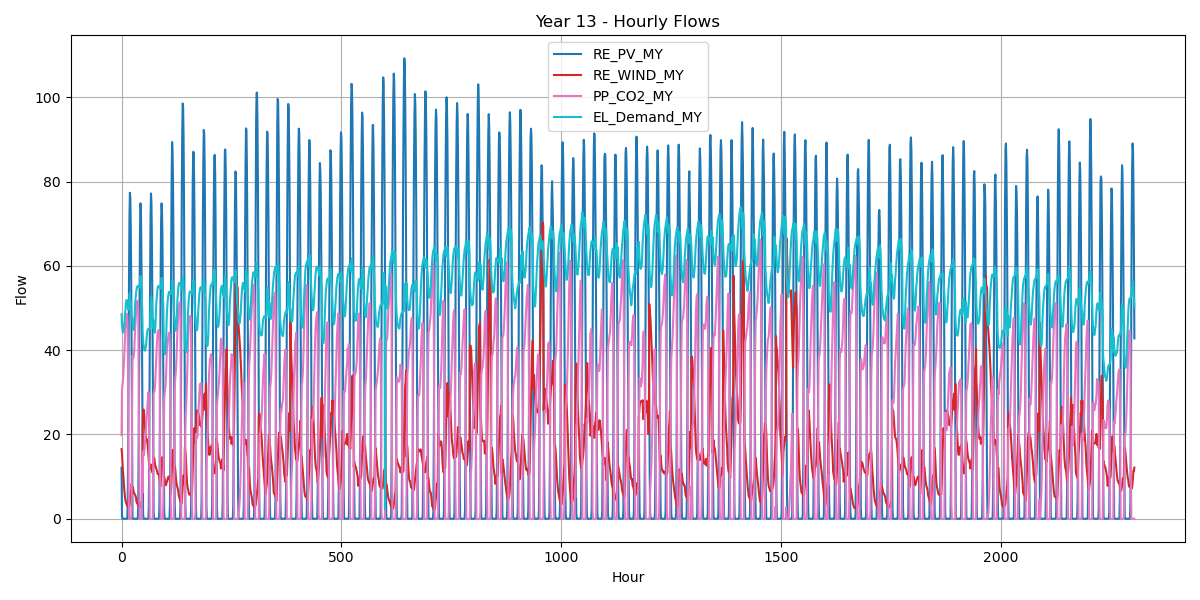 Year 13 - Hourly Flows
RE_PV_MY
RE_WIND_MY
PP_CO2_MY
EL_Demand_MY
Flow
100
80
60
40
20
0
0 500 1000 1500 2000
Hour